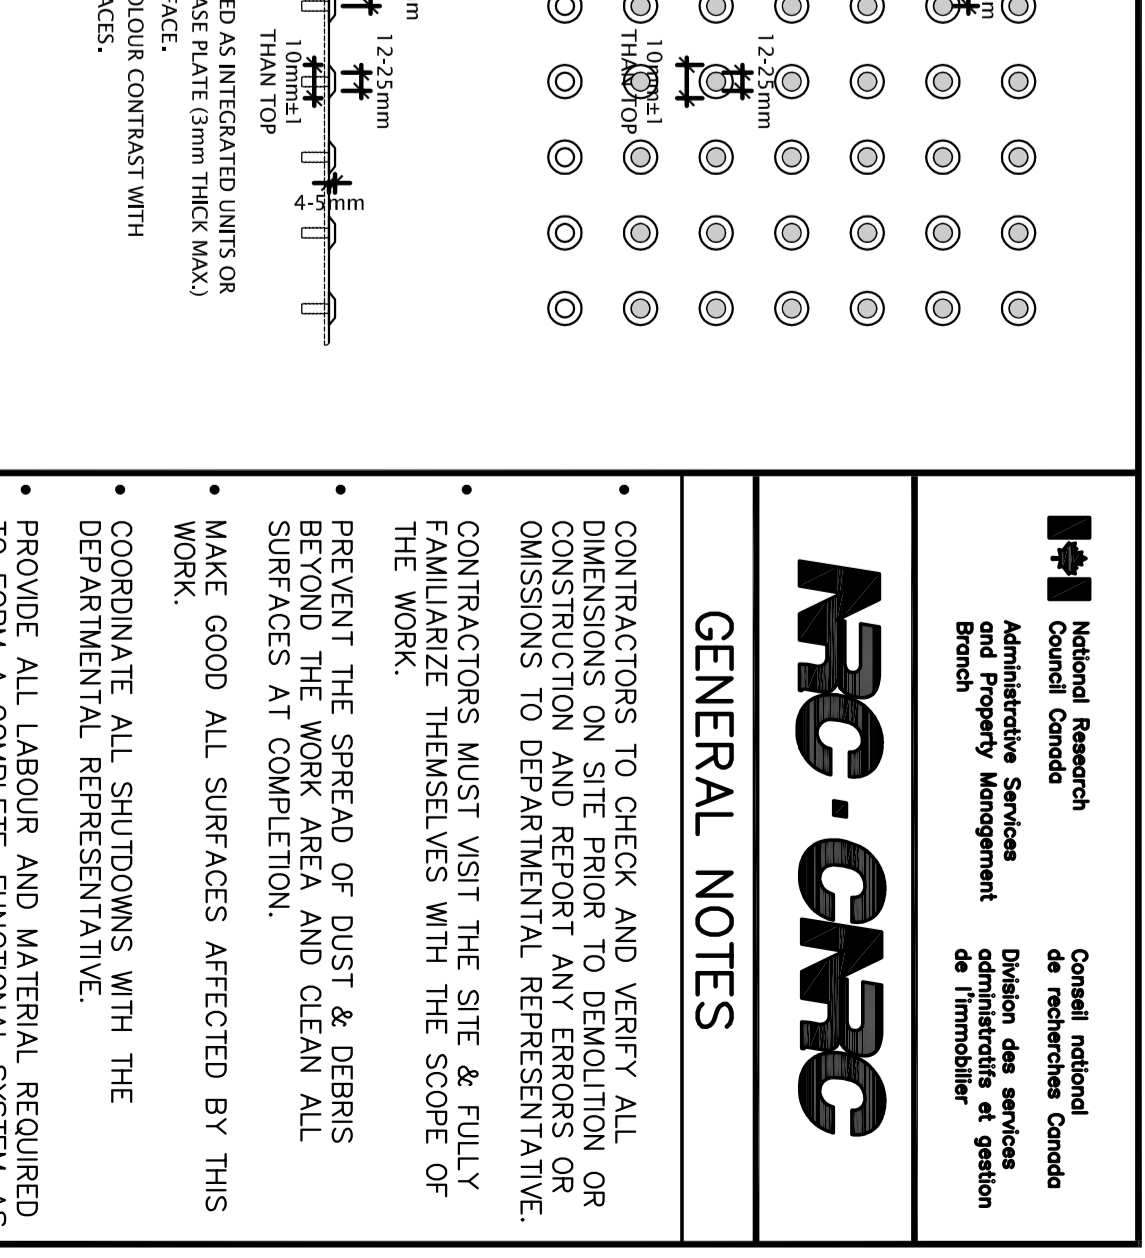 National Research
Council Canada
Conseil national
de recherches Canada
Administrative Services
and Property Management
Branch
Division des services
administratifs et gestion
de l'immobilier
NRC · CNRC
GENERAL NOTES
• CONTRACTORS TO CHECK AND VERIFY ALL
DIMENSIONS ON SITE PRIOR TO DEMOLITION OR
CONSTRUCTION AND REPORT ANY ERRORS OR
OMISSIONS TO DEPARTMENTAL REPRESENTATIVE.
• CONTRACTORS MUST VISIT THE SITE & FULLY
FAMILIARIZE THEMSELVES WITH THE SCOPE OF
THE WORK.
• PREVENT THE SPREAD OF DUST & DEBRIS
BEYOND THE WORK AREA AND CLEAN ALL
SURFACES AT COMPLETION.
• MAKE GOOD ALL SURFACES AFFECTED BY THIS
WORK.
• COORDINATE ALL SHUTDOWNS WITH THE
DEPARTMENTAL REPRESENTATIVE.
• PROVIDE ALL LABOUR AND MATERIAL REQUIRED
TO FORM A COMPLETE, FUNCTIONAL SYSTEM AS
m
12-25mm
10mm±1
THAN TOP
m
12-25mm
10mm±1
THAN TOP
4-5mm
ED AS INTEGRATED UNITS OR
ASE PLATE (3mm THICK MAX.)
FACE.
OLOUR CONTRAST WITH
ACES.